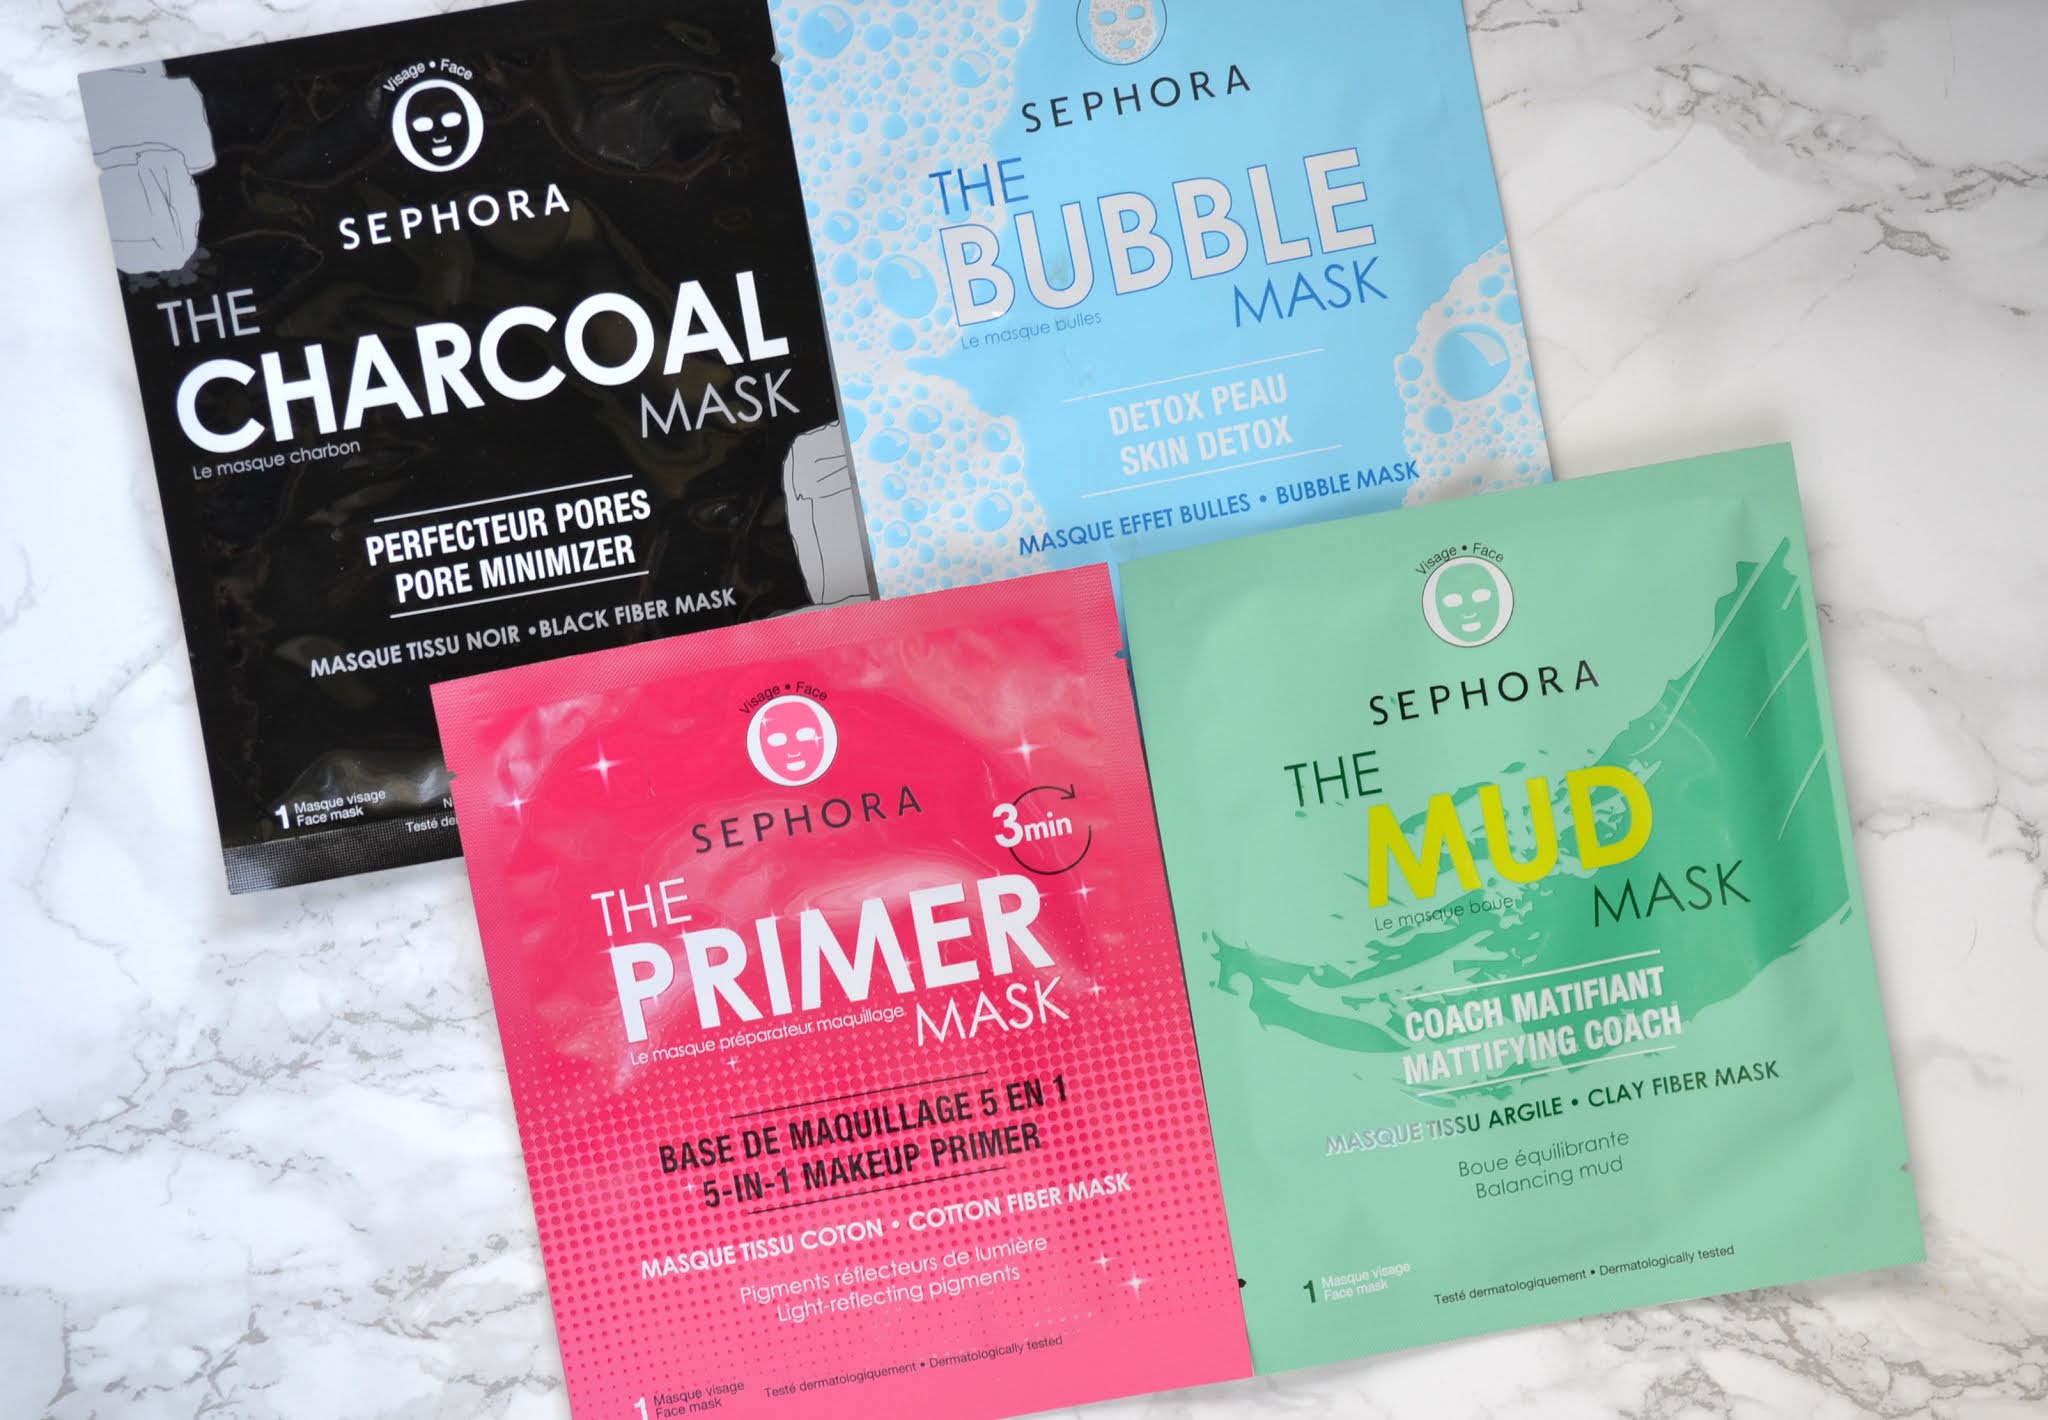 Visage • Face
SEPHORA
THE
CHARCOAL
MASK
Le masque charbon
PERFECTEUR PORES
PORE MINIMIZER
MASQUE TISSU NOIR • BLACK FIBER MASK
1 Masque visage
Face mask
Testé
SEPHORA
THE
BUBBLE
MASK
Le masque bulles
DETOX PEAU
SKIN DETOX
MASQUE EFFET BULLES • BUBBLE MASK
Visage • Face
SEPHORA
3min
THE
PRIMER
MASK
Le masque préparateur maquillage
BASE DE MAQUILLAGE 5 EN 1
5-IN-1 MAKEUP PRIMER
MASQUE TISSU COTON • COTTON FIBER MASK
Pigments réflecteurs de lumière
Light-reflecting pigments
Testé dermatologiquement • Dermatologically tested
1 Masque visage
Face mask
Visage • Face
SEPHORA
THE
MUD
MASK
Le masque boue
COACH MATIFIANT
MATTIFYING COACH
MASQUE TISSU ARGILE • CLAY FIBER MASK
Boue équilibrante
Balancing mud
1 Masque visage
Face mask
Testé dermatologiquement • Dermatologically tested